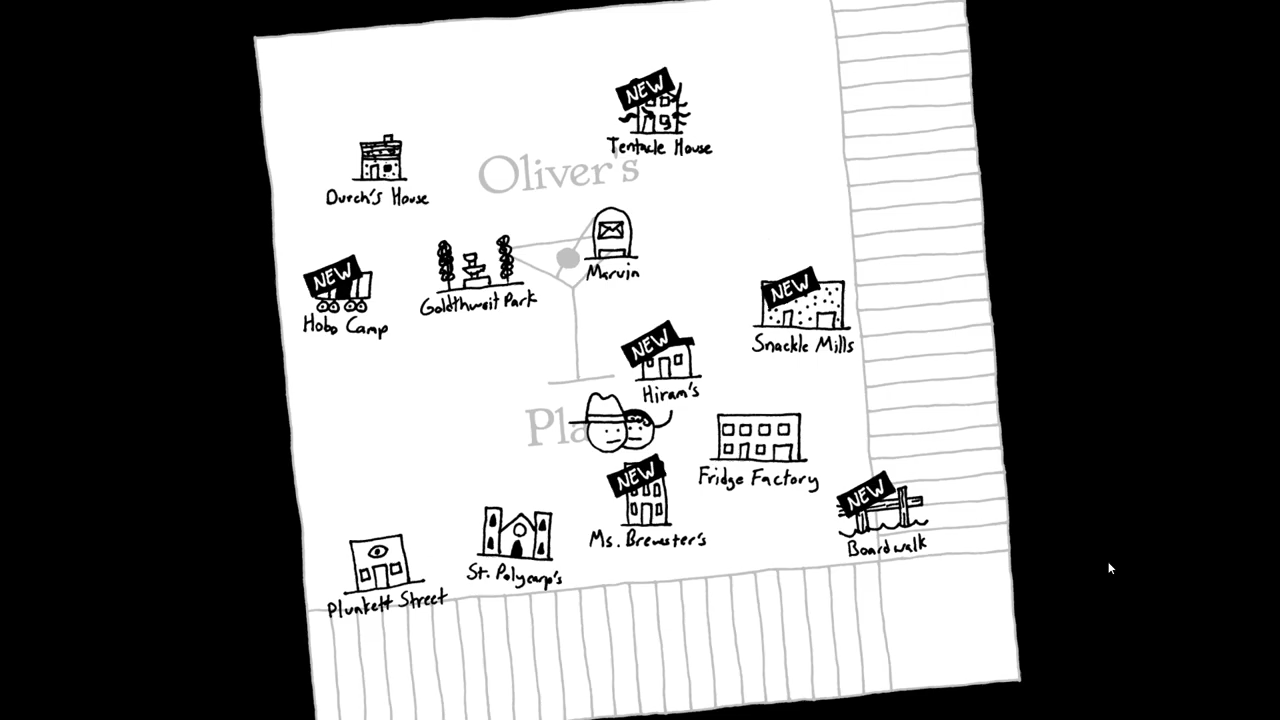 NEW
Tentacle House
Oliver's
Durch's House
NEW
Hobo Camp
Goldthwait Park
Marvin
NEW
Snackle Mills
NEW
Hiram's
Pla
Fridge Factory
NEW
Ms. Brewster's
NEW
Boardwalk
St. Polycarp's
Plunkett Street